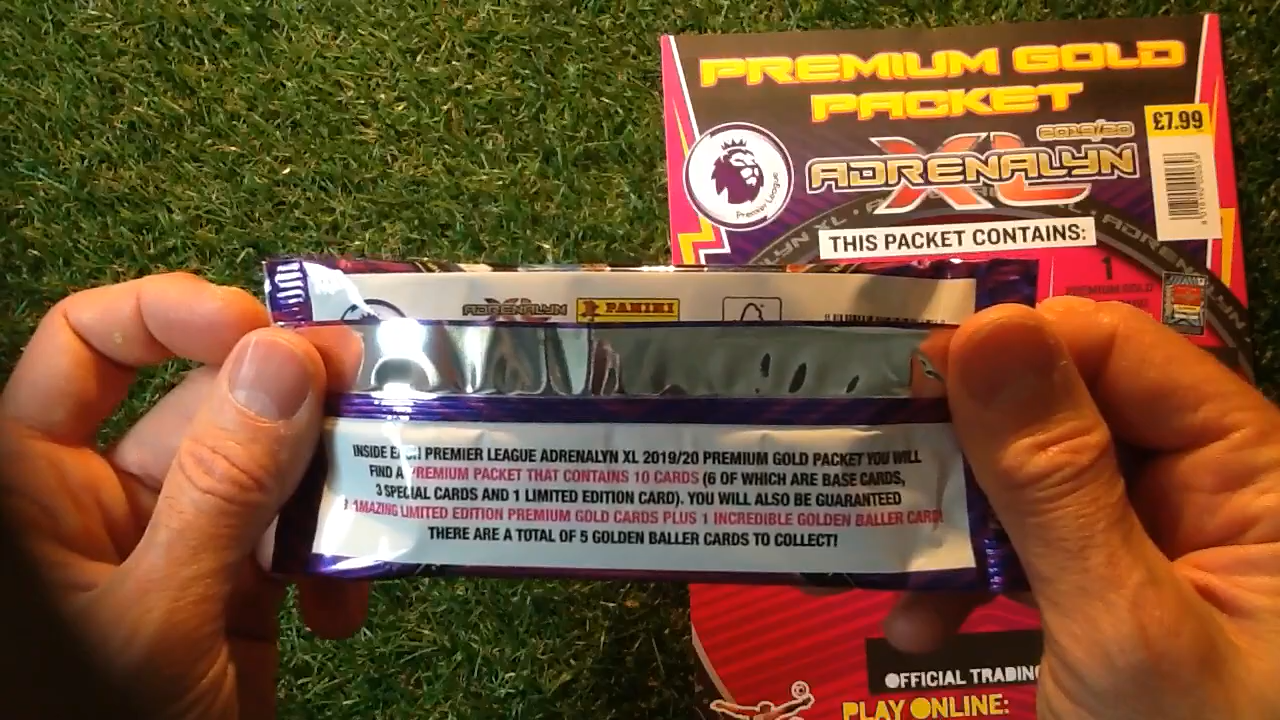 PREMIUM GOLD
PACKET
£7.99
2019/20
ADRENALYN
XL
Premier League
THIS PACKET CONTAINS:
1
PREMIUM GOLD
ADRENALYN
XL
PANINI
INSIDE PREMIER LEAGUE ADRENALYN XL 2019/20 PREMIUM GOLD PACKET YOU WILL
FIND A PREMIUM PACKET THAT CONTAINS 10 CARDS (6 OF WHICH ARE BASE CARDS,
3 SPECIAL CARDS AND 1 LIMITED EDITION CARD). YOU WILL ALSO BE GUARANTEED
AMAZING LIMITED EDITION PREMIUM GOLD CARDS PLUS 1 INCREDIBLE GOLDEN BALLER CARD!
THERE ARE A TOTAL OF 5 GOLDEN BALLER CARDS TO COLLECT!
OFFICIAL TRADING
PLAY ONLINE: